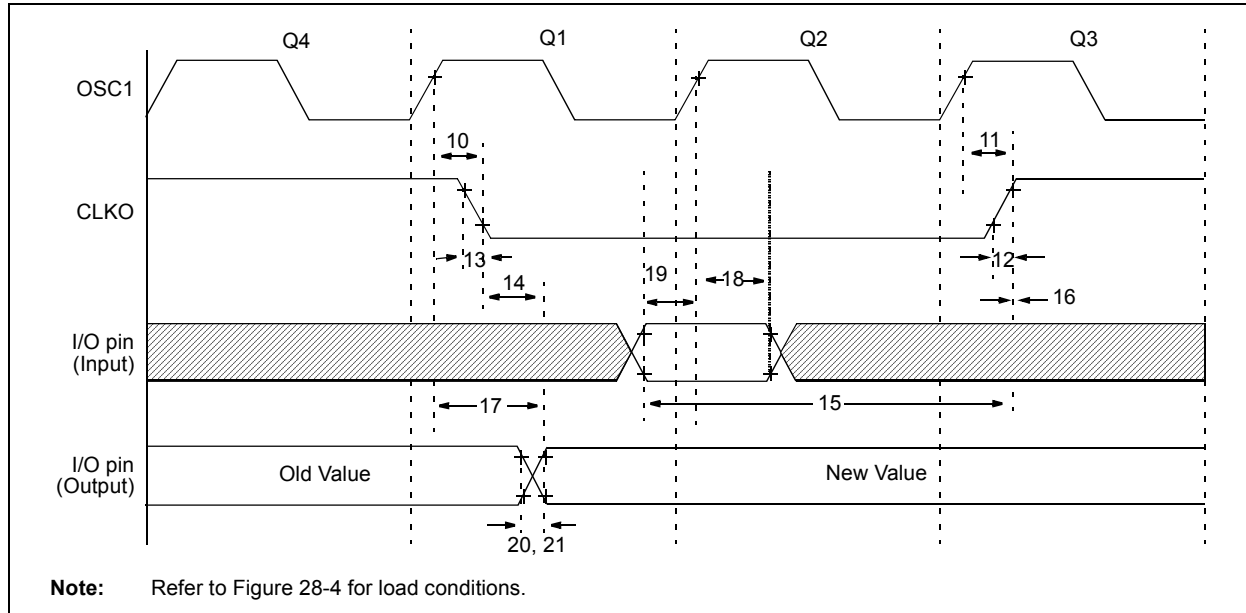 Q4 Q1 Q2 Q3
OSC1
10 11
CLKO
13 12
14 19 18 16
I/O pin
(Input)
17 15
I/O pin
(Output)
Old Value New Value
20, 21
Note: Refer to Figure 28-4 for load conditions.